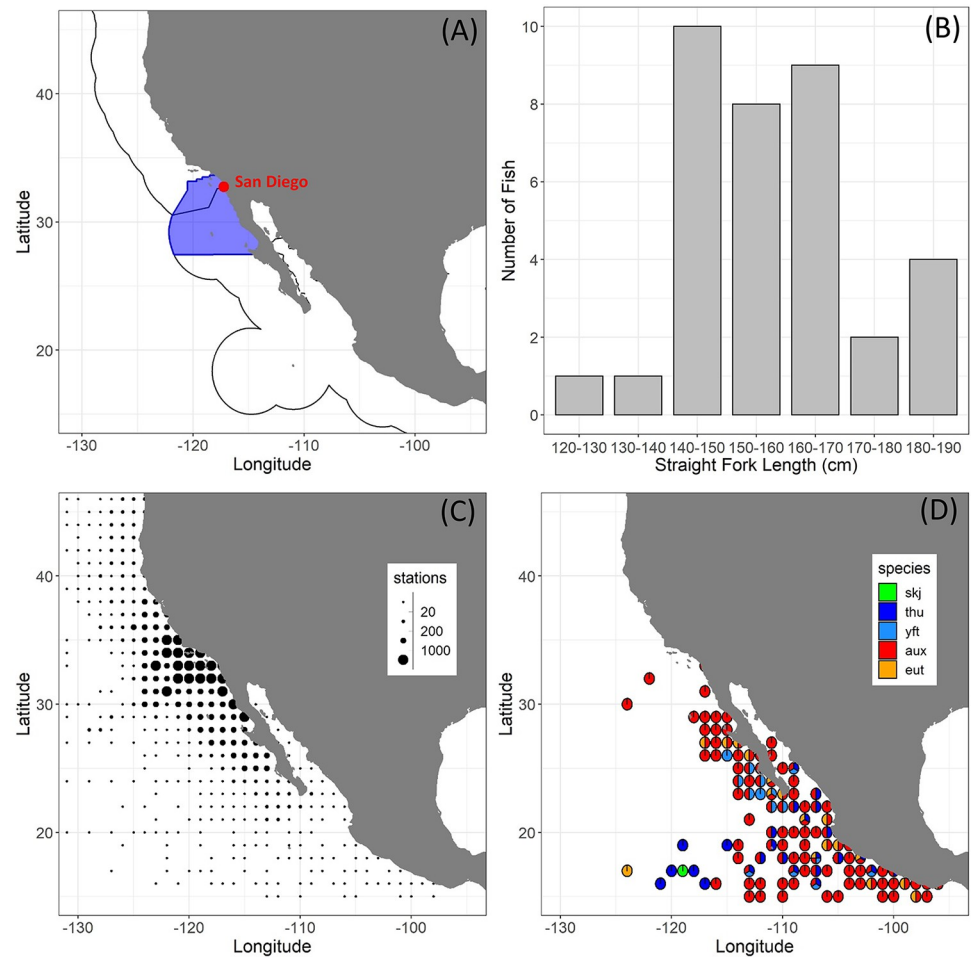 (A)
San Diego
40
30
20
Latitude
-130
-120
-110
-100
Longitude
(B)
10
8
6
4
2
0
Number of Fish
120-130 130-140 140-150 150-160 160-170 170-180 180-190
Straight Fork Length (cm)
(C)
stations
20
200
1000
40
30
20
Latitude
-130
-120
-110
-100
Longitude
(D)
species
skj
thu
yft
aux
eut
40
30
20
Latitude
-130
-120
-110
-100
Longitude